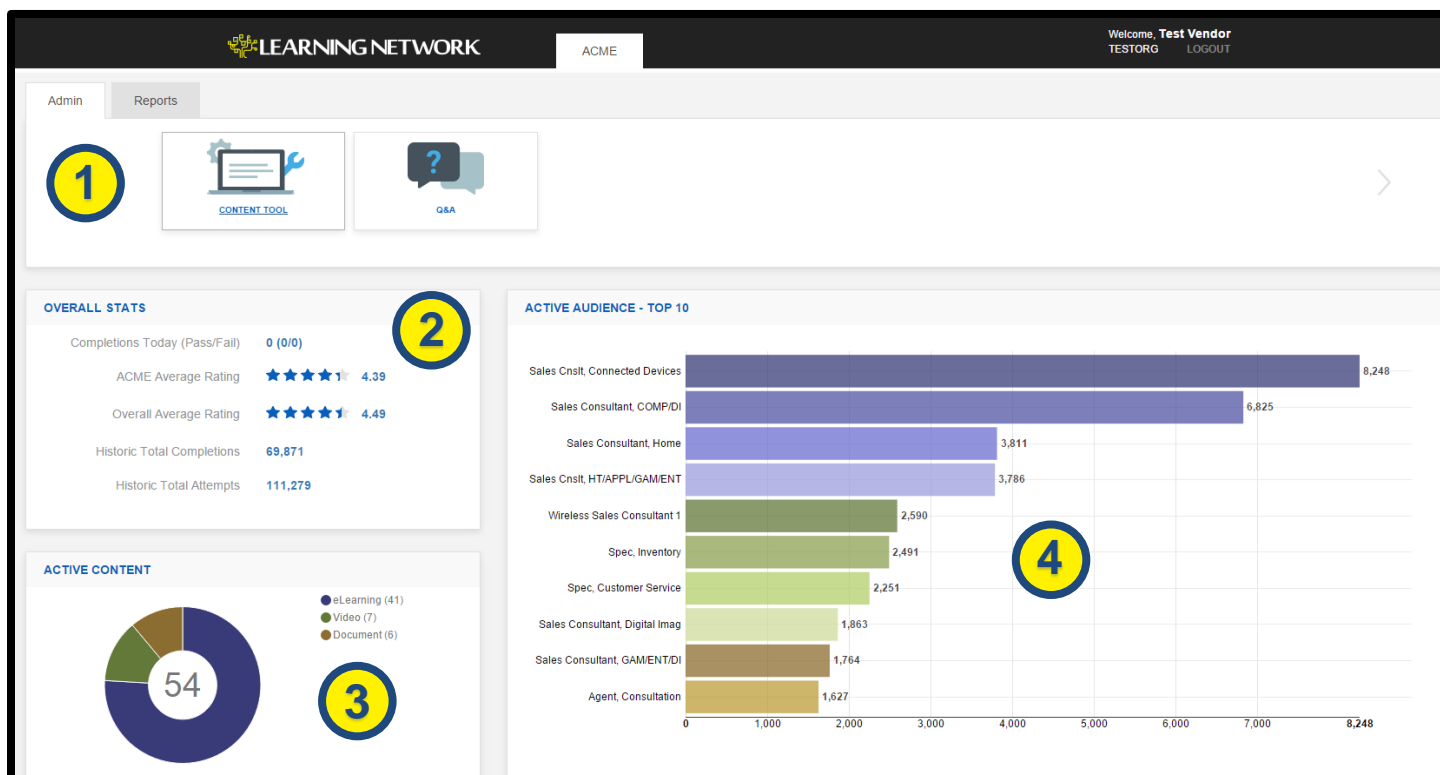 LEARNING NETWORK
ACME
Welcome, Test Vendor
TESTORG LOGOUT
Admin
Reports
1
CONTENT TOOL
?
Q&A
OVERALL STATS
2
Completions Today (Pass/Fail) 0 (0/0)
ACME Average Rating 4.39
Overall Average Rating 4.49
Historic Total Completions 69,871
Historic Total Attempts 111,279
ACTIVE CONTENT
eLearning (41)
Video (7)
Document (6)
54
3
ACTIVE AUDIENCE - TOP 10
Sales Cnslt, Connected Devices 8,248
Sales Consultant, COMP/DI 6,825
Sales Consultant, Home 3,811
Sales Cnslt, HT/APPL/GAM/ENT 3,786
Wireless Sales Consultant 1 2,590
Spec, Inventory 2,491
4
Spec, Customer Service 2,251
Sales Consultant, Digital Imag 1,863
Sales Consultant, GAM/ENT/DI 1,764
Agent, Consultation 1,627
0 1,000 2,000 3,000 4,000 5,000 6,000 7,000 8,248